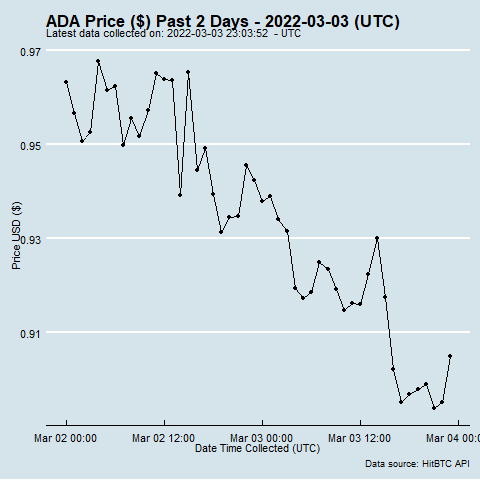 ADA Price ($) Past 2 Days - 2022-03-03 (UTC)
Latest data collected on: 2022-03-03 23:03:52 - UTC
0.97
0.95
0.93
0.91
Price USD ($)
Mar 02 00:00
Mar 02 12:00
Mar 03 00:00
Mar 03 12:00
Mar 04 00:00
Date Time Collected (UTC)
Data source: HitBTC API